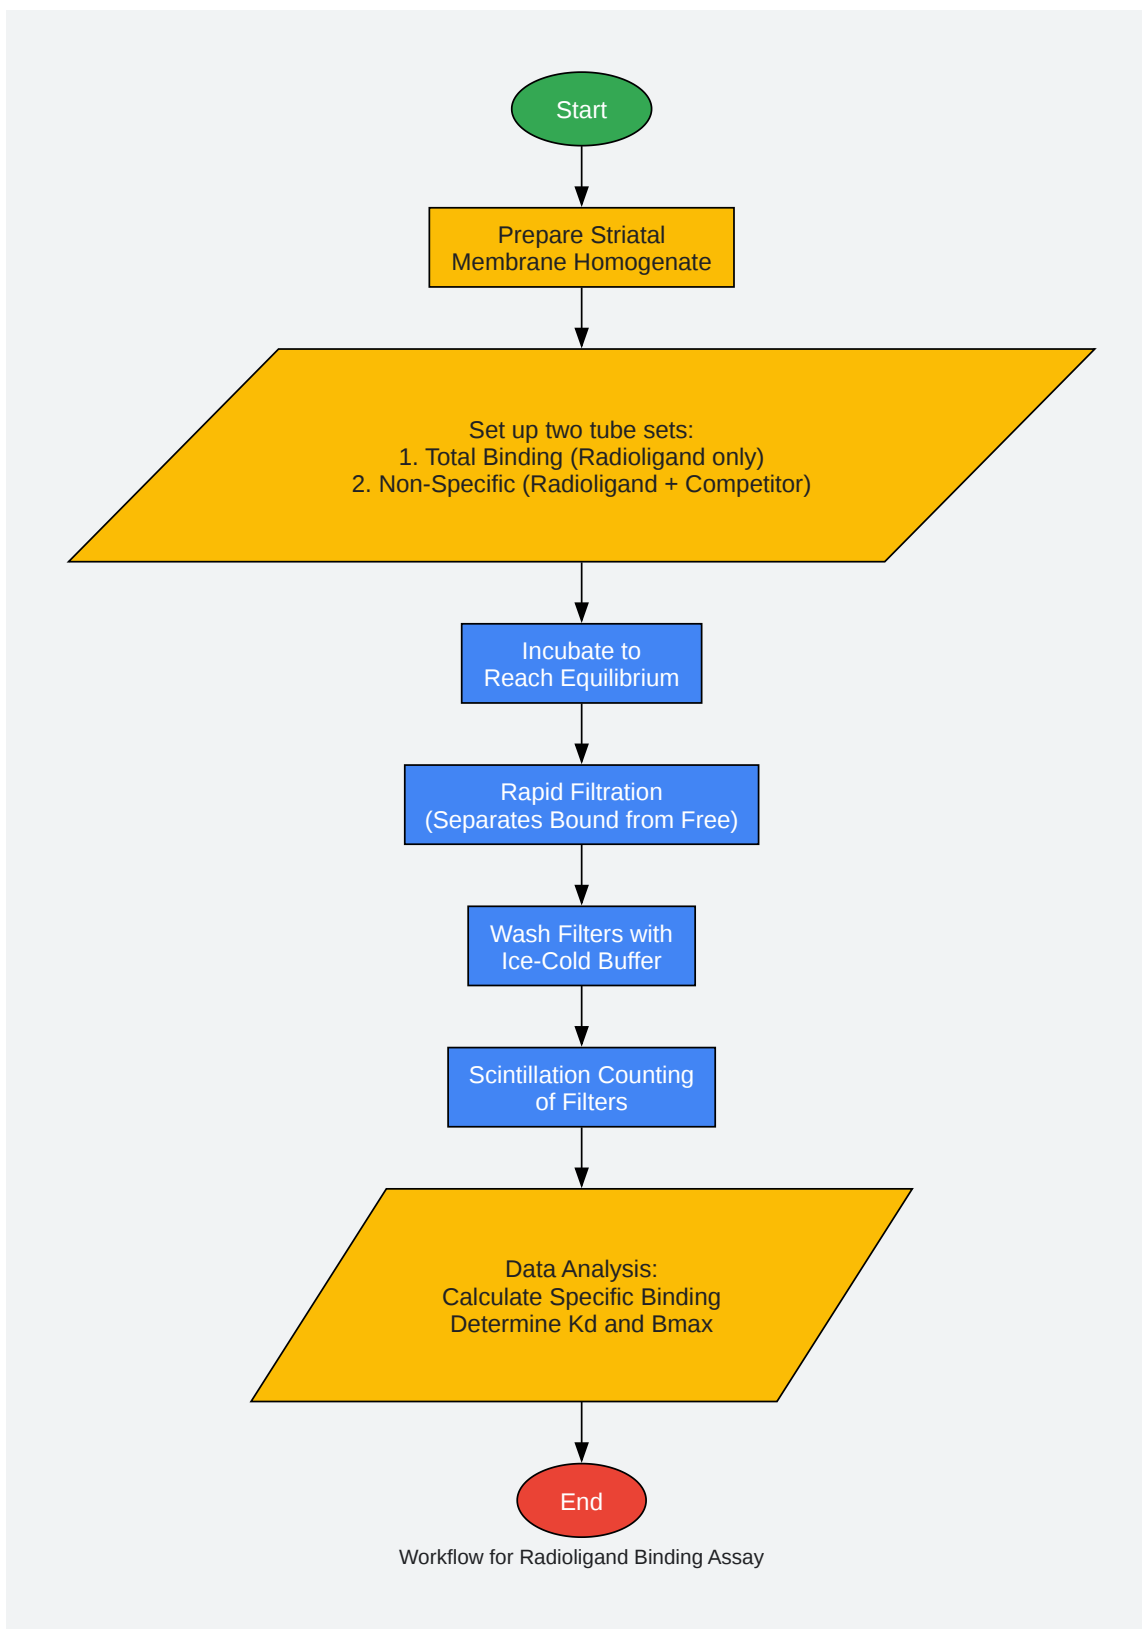 Start
Prepare Striatal
Membrane Homogenate
Set up two tube sets:
1. Total Binding (Radioligand only)
2. Non-Specific (Radioligand + Competitor)
Incubate to
Reach Equilibrium
Rapid Filtration
(Separates Bound from Free)
Wash Filters with
Ice-Cold Buffer
Scintillation Counting
of Filters
Data Analysis:
Calculate Specific Binding
Determine Kd and Bmax
End
Workflow for Radioligand Binding Assay